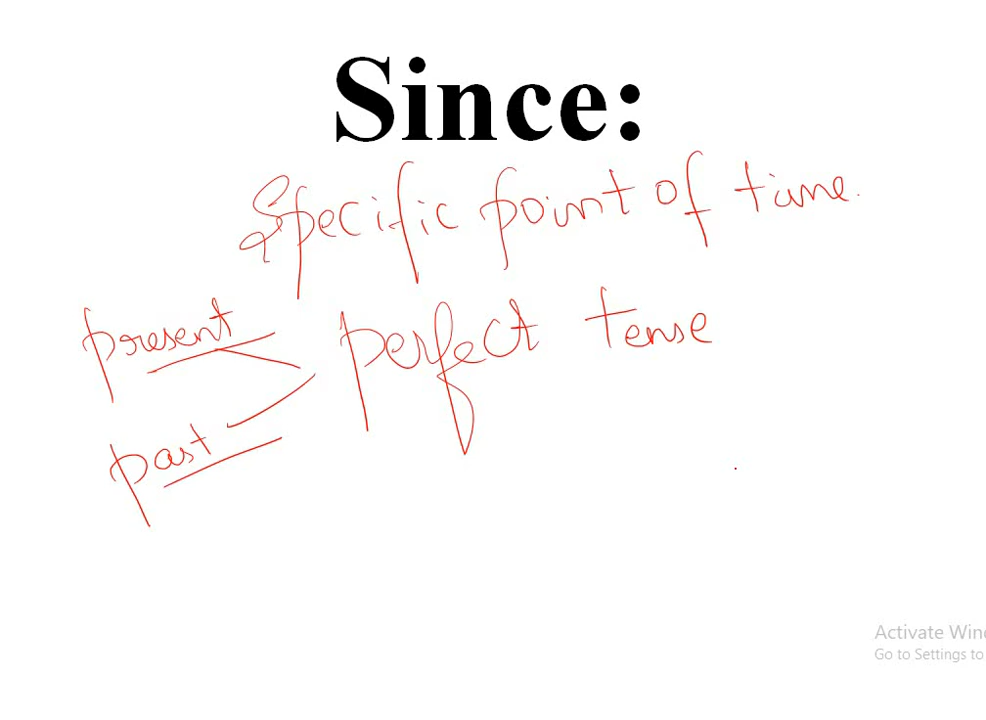 Since:
Specific point of time.
present
perfect tense
past
Activate Win
Go to Settings to